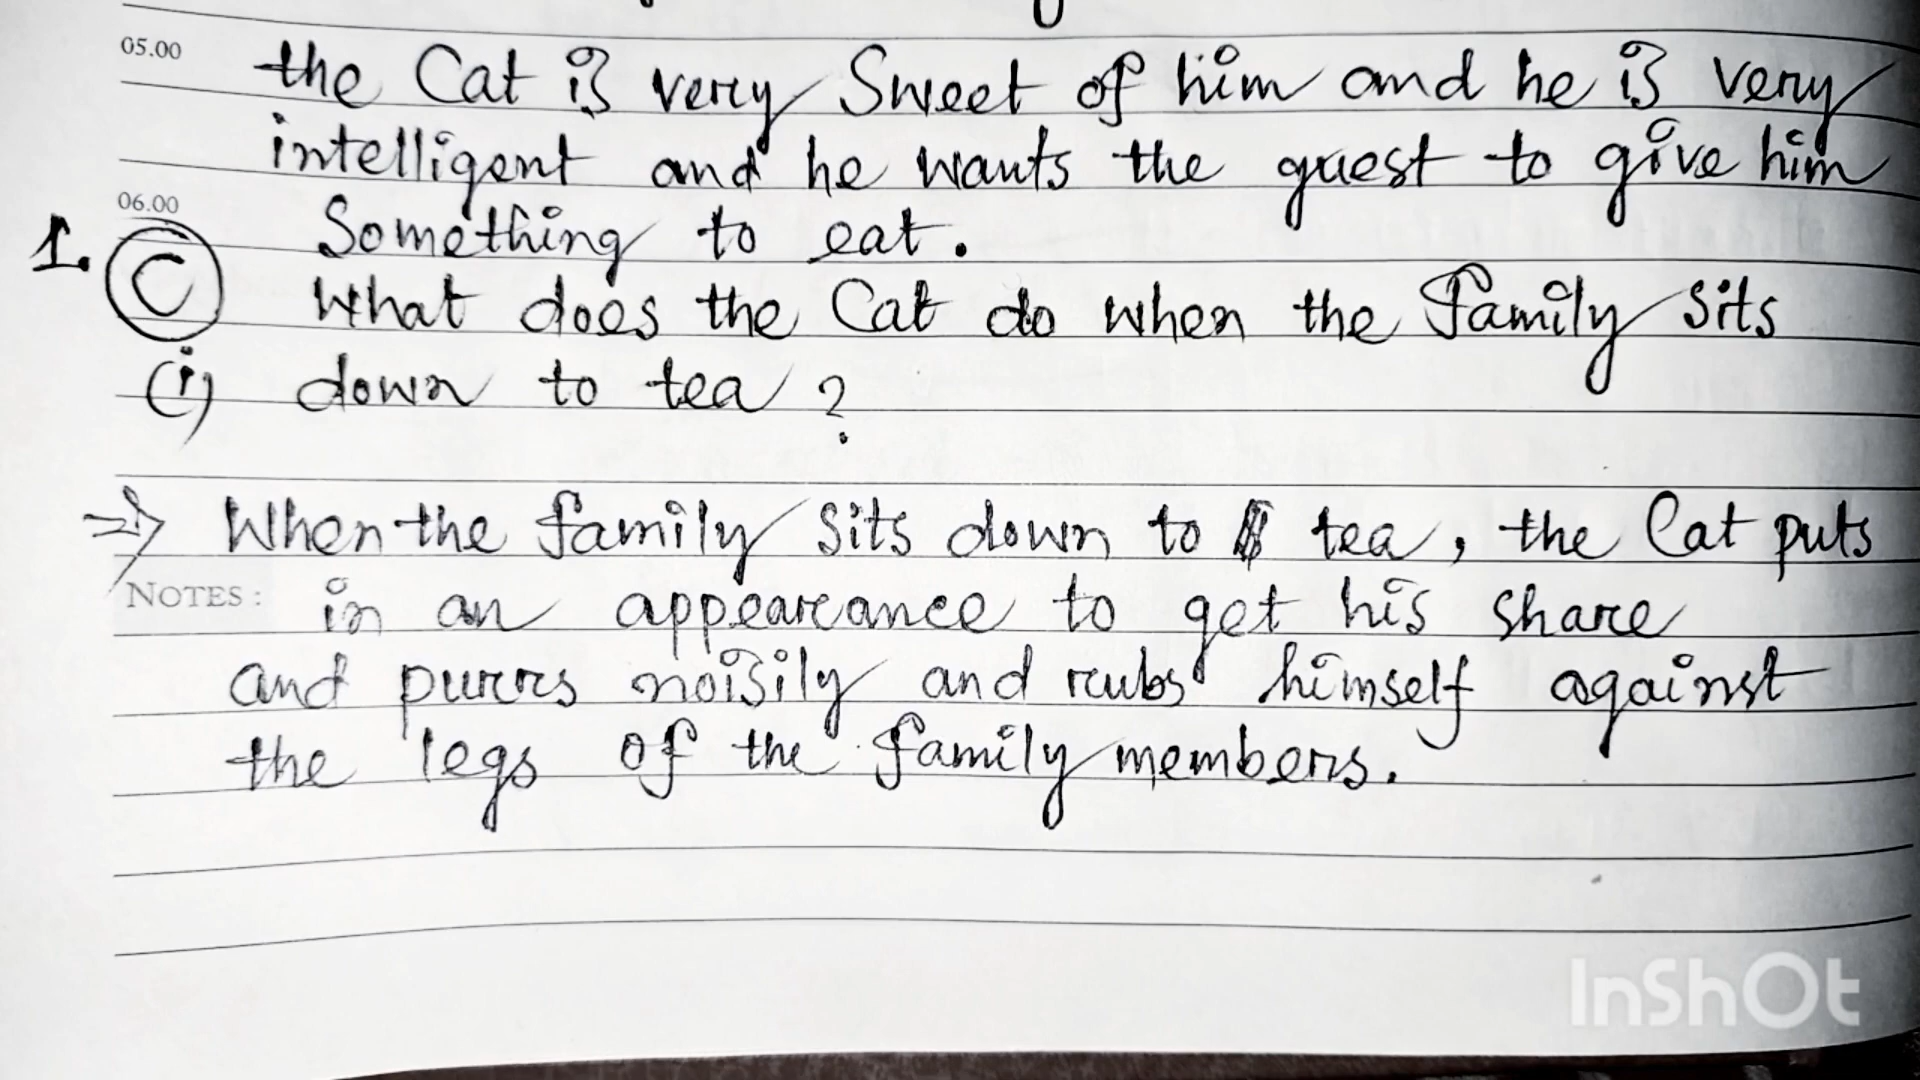 05.00 the Cat is very Sweet of him and he is very
intelligent and he wants the guest to give him
06.00 Something to eat.
1. C What does the Cat do when the family sits
(i) down to tea ?
=> When the family sits down to tea, the Cat puts
NOTES: in an appearance to get his share
and purrs noisily and rubs himself against
the legs of the family members.
InShOt